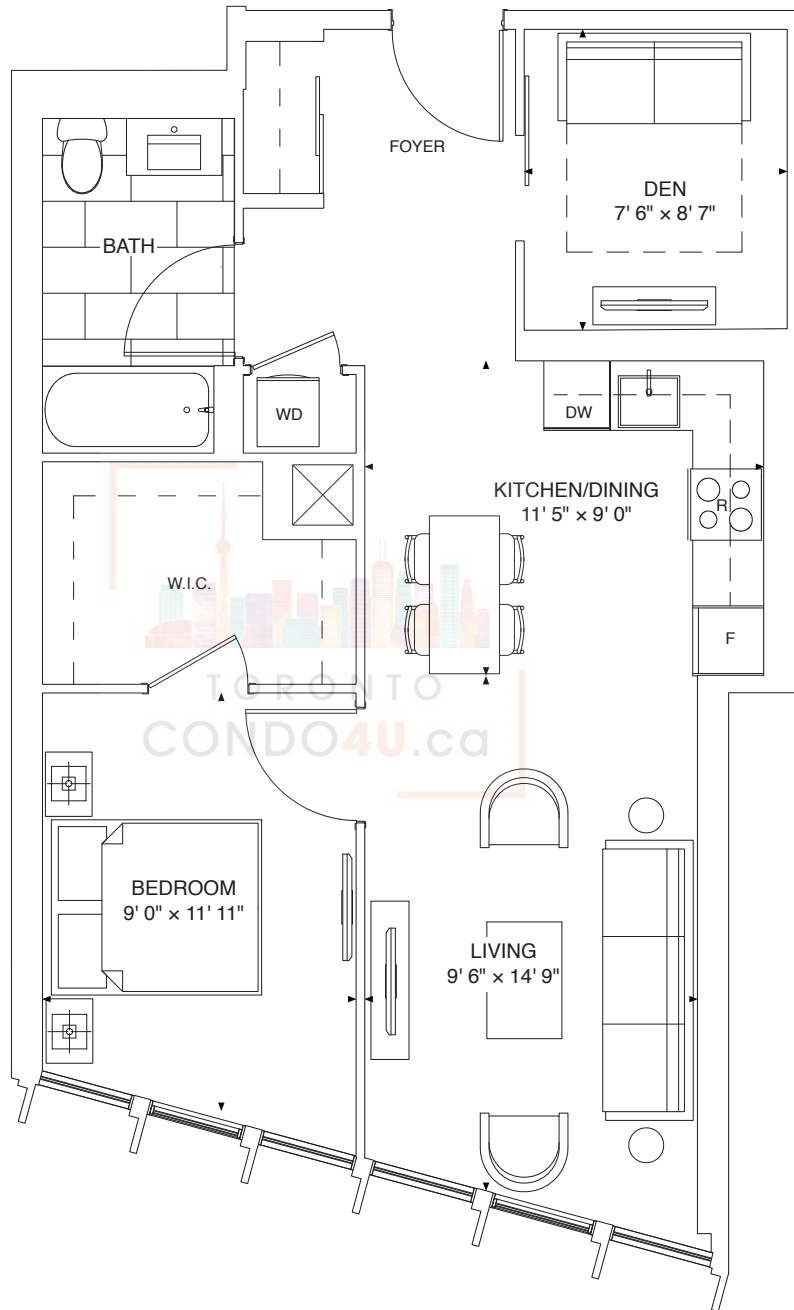 FOYER
DEN
7' 6" × 8' 7"
BATH
WD
DW
KITCHEN/DINING
11' 5" × 9' 0"
R
W.I.C.
F
TORONTO
CONDO4U.ca
BEDROOM
9' 0" × 11' 11"
LIVING
9' 6" × 14' 9"